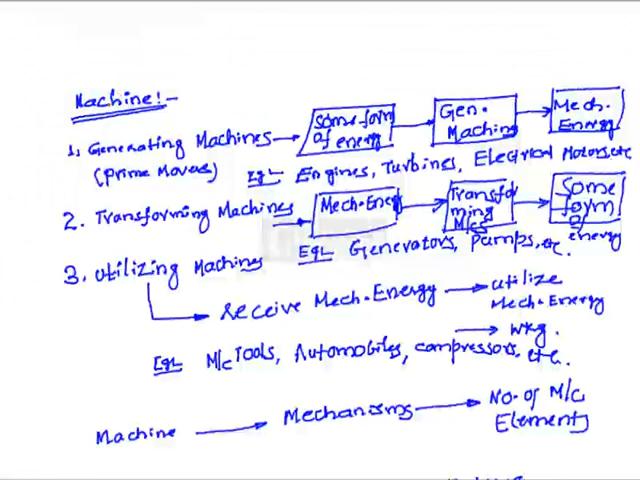 Machine:-
1, Generating Machines → Some form of energy → Gen. Machine → Mech. Energy
(Prime Movers) Eg:- Engines, Turbines, Electrical Motors, etc
2. Transforming Machines → Mech. Energy → Transforming M/cs → Some form of energy
Eg:- Generators, Pumps, etc.
3. Utilizing Machines
→ Receive Mech. Energy → utilize Mech. Energy
→ wkg.
Eg:- M/c Tools, Automobiles, compressors, etc.
Machine → Mechanisms → No. of M/c Elements